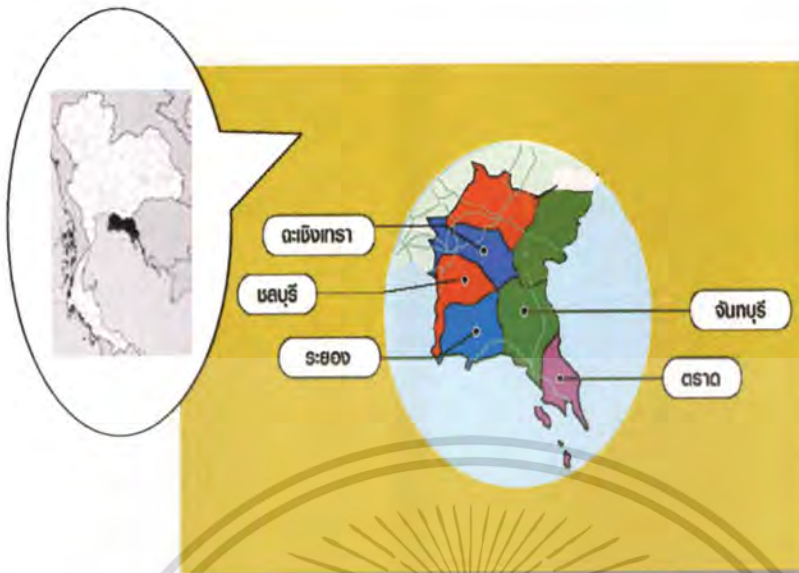 ฉะเชิงเทรา
ชลบุรี
ระยอง
จันทบุรี
ตราด